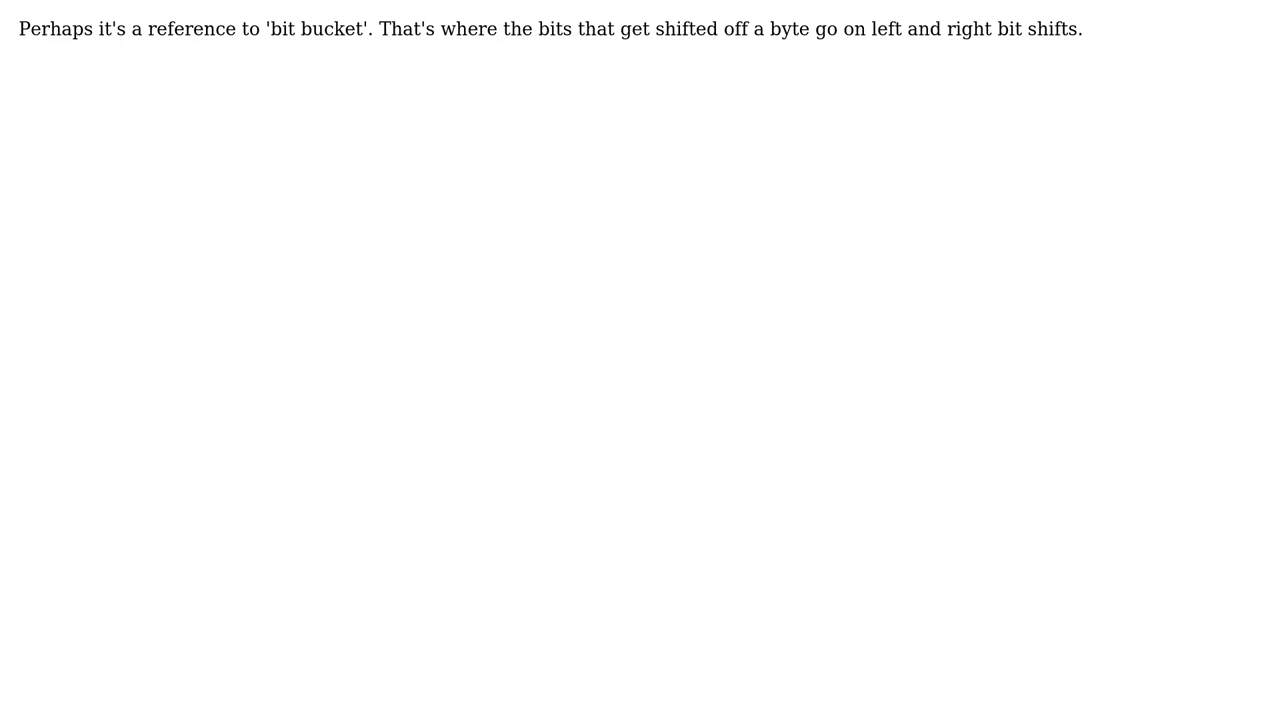 Perhaps it's a reference to 'bit bucket'. That's where the bits that get shifted off a byte go on left and right bit shifts.